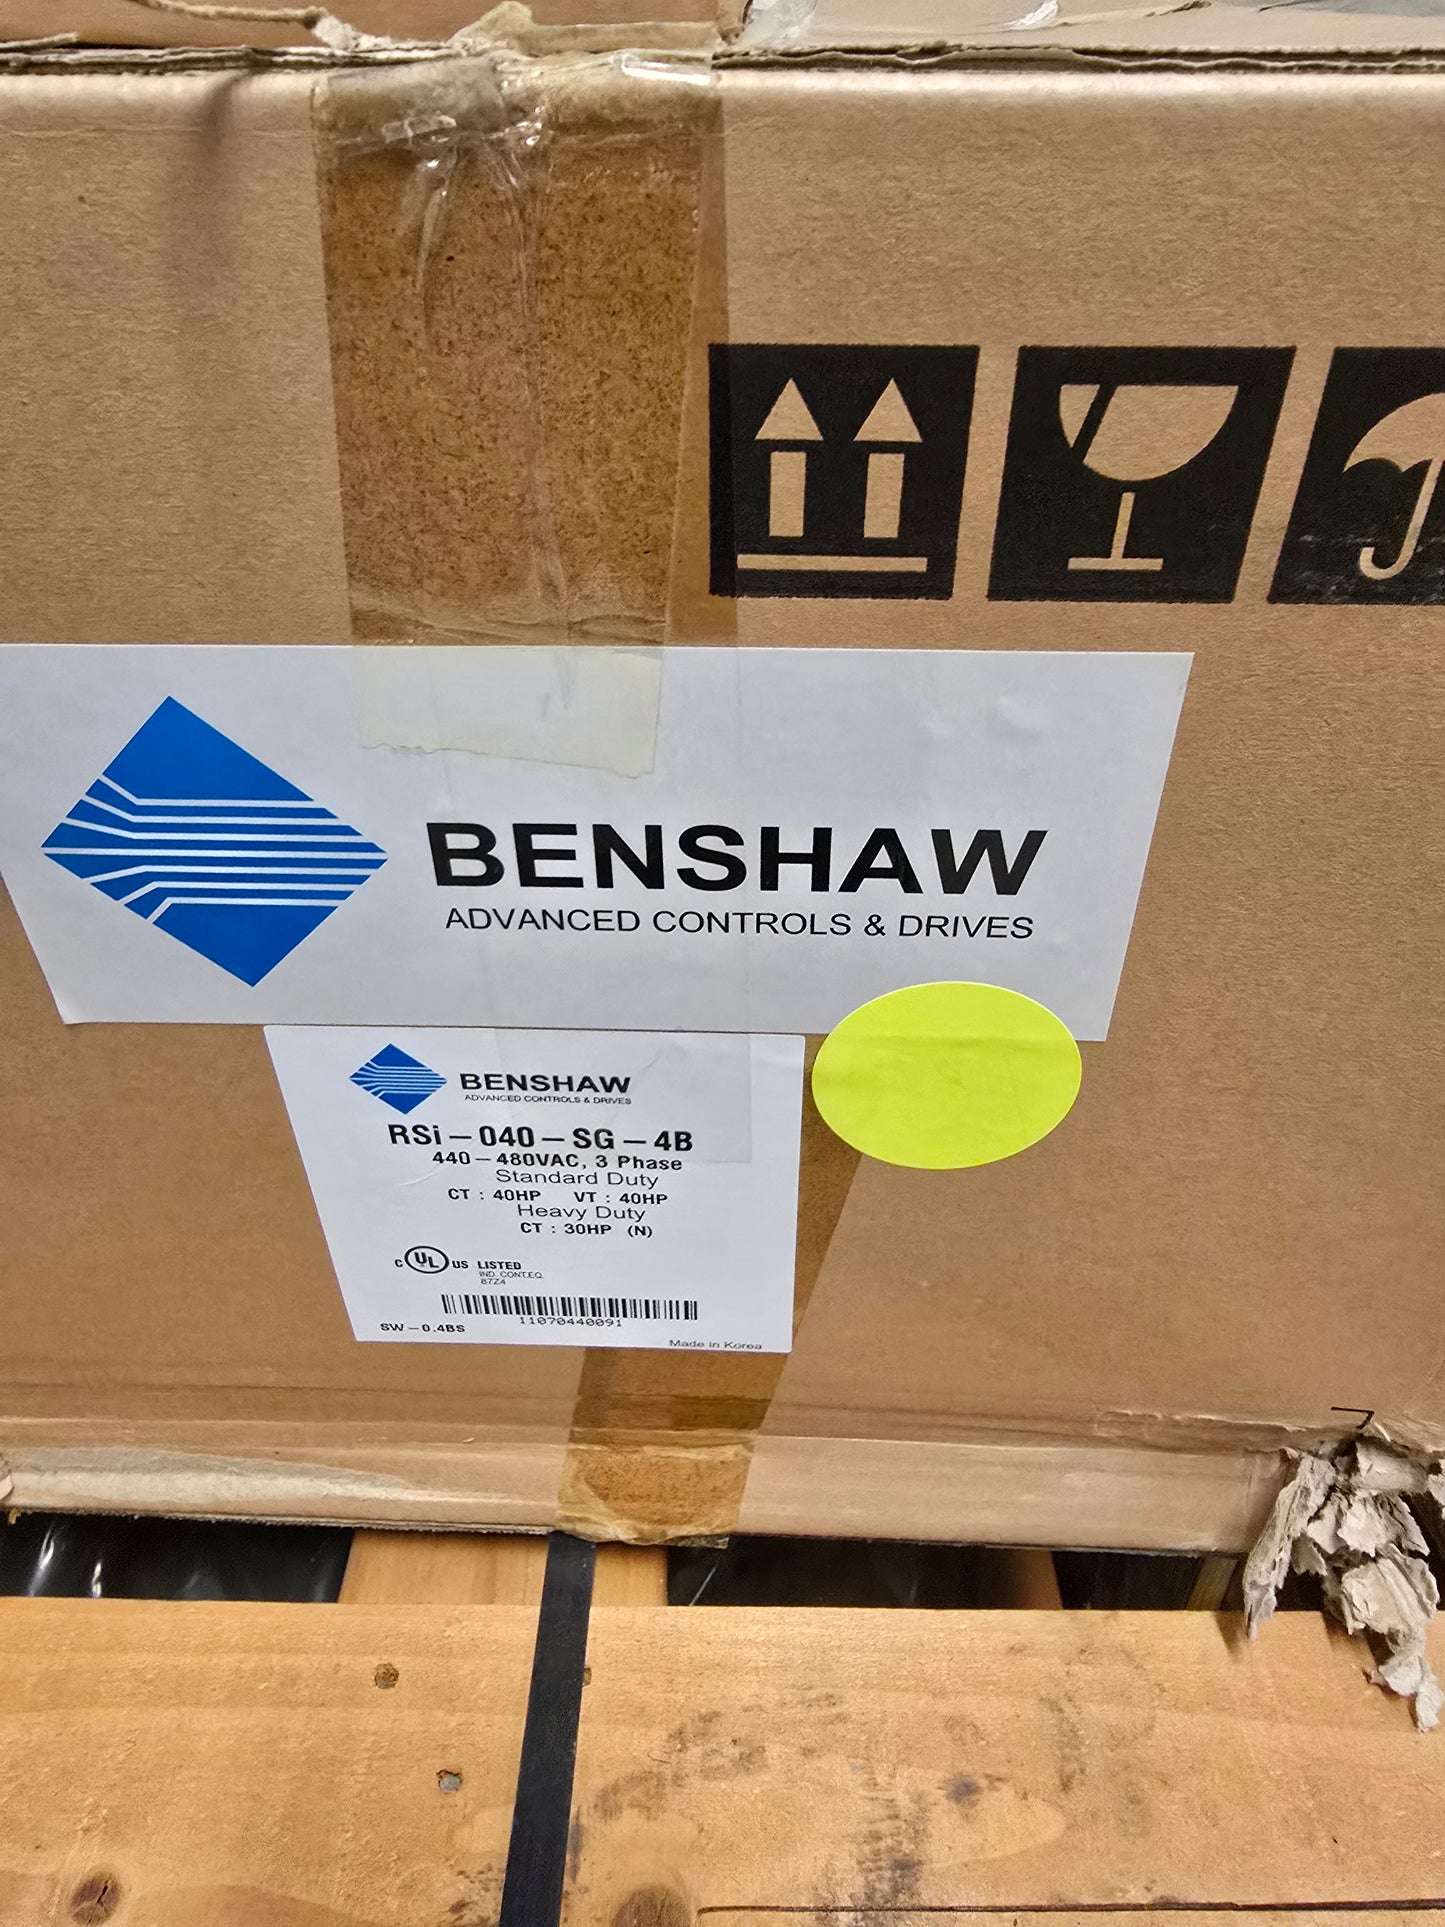 BENSHAW
ADVANCED CONTROLS & DRIVES
BENSHAW
ADVANCED CONTROLS & DRIVES
RSi-040-SG-4B
440-480VAC, 3 Phase
Standard Duty
CT : 40HP VT : 40HP
Heavy Duty
CT : 30HP (N)
C UL US LISTED
IND. CONT.EQ.
87Z4
11070440091
SW-0.4BS
Made in Korea